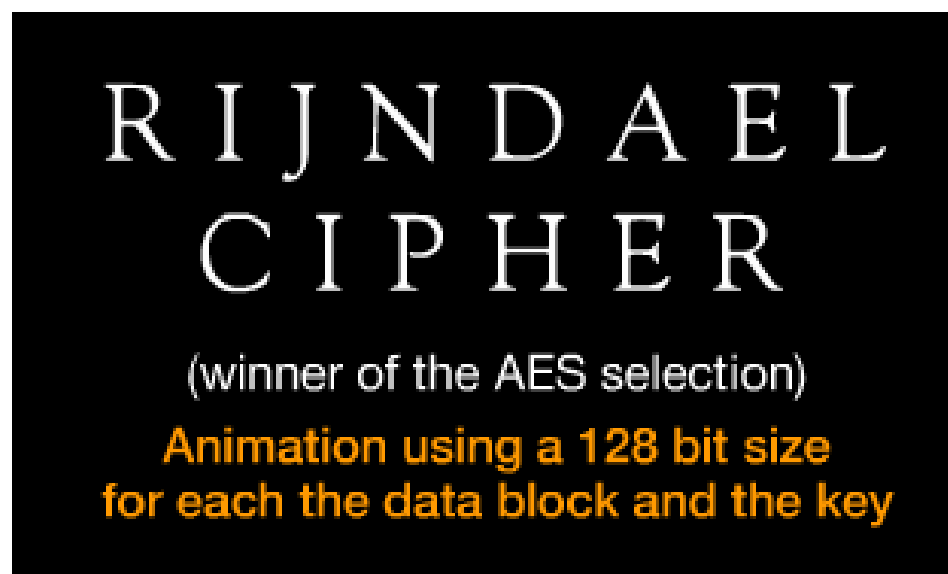 RIJNDAEL
CIPHER
(winner of the AES selection)
Animation using a 128 bit size
for each the data block and the key